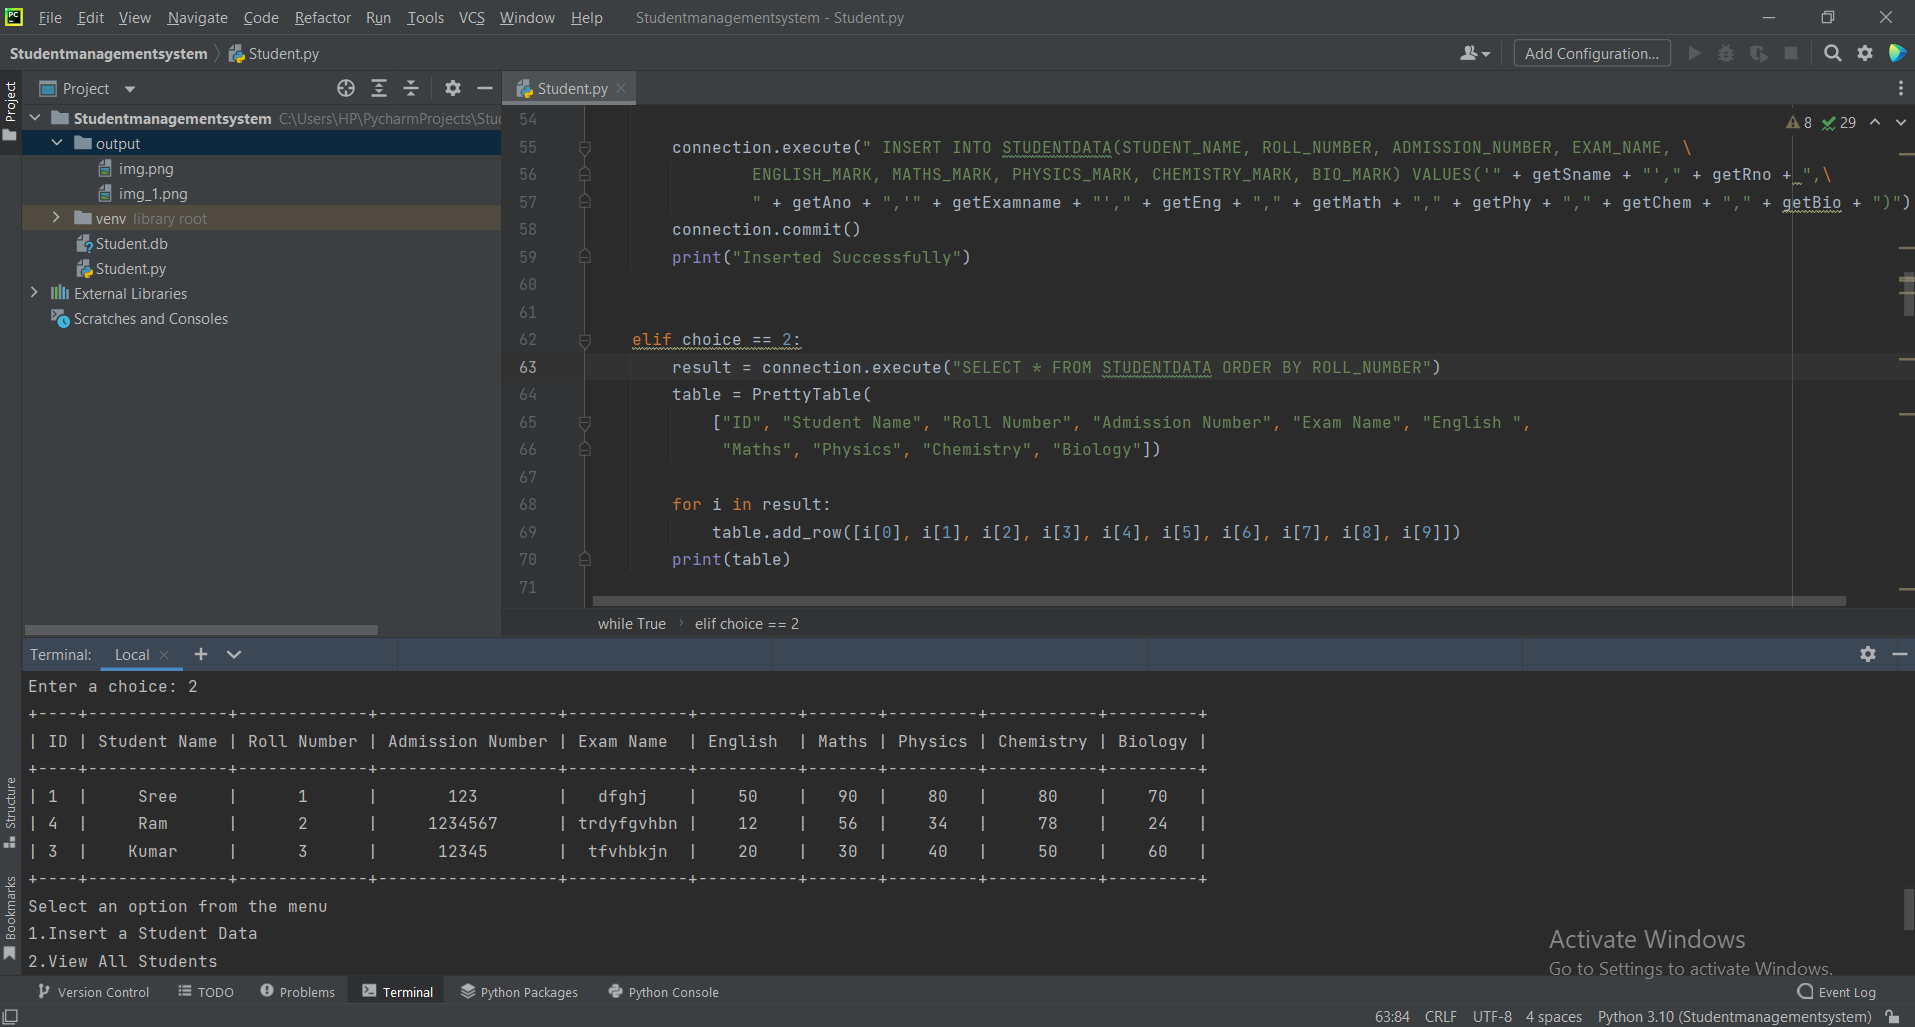 PC File Edit View Navigate Code Refactor Run Tools VCS Window Help Studentmanagementsystem - Student.py
Studentmanagementsystem Student.py Add Configuration...
Project
Project
Student.py
Studentmanagementsystem C:\Users\HP\PycharmProjects\Stu
output
img.png
img_1.png
venv library root
Student.db
Student.py
External Libraries
Scratches and Consoles
8 29
54
55 connection.execute(" INSERT INTO STUDENTDATA(STUDENT_NAME, ROLL_NUMBER, ADMISSION_NUMBER, EXAM_NAME, \
56 ENGLISH_MARK, MATHS_MARK, PHYSICS_MARK, CHEMISTRY_MARK, BIO_MARK) VALUES('" + getSname + "'," + getRno + ",\
57 " + getAno + ",'" + getExamname + "'," + getEng + "," + getMath + "," + getPhy + "," + getChem + "," + getBio + ")")
58 connection.commit()
59 print("Inserted Successfully")
60
61
62 elif choice == 2:
63 result = connection.execute("SELECT * FROM STUDENTDATA ORDER BY ROLL_NUMBER")
64 table = PrettyTable(
65 ["ID", "Student Name", "Roll Number", "Admission Number", "Exam Name", "English ",
66 "Maths", "Physics", "Chemistry", "Biology"])
67
68 for i in result:
69 table.add_row([i[0], i[1], i[2], i[3], i[4], i[5], i[6], i[7], i[8], i[9]])
70 print(table)
71
while True elif choice == 2
Terminal: Local
Enter a choice: 2
+----+--------------+-------------+------------------+------------+----------+-------+---------+-----------+---------+
| ID | Student Name | Roll Number | Admission Number | Exam Name  | English  | Maths | Physics | Chemistry | Biology |
+----+--------------+-------------+------------------+------------+----------+-------+---------+-----------+---------+
| 1  |     Sree     |      1      |       123        |   dfghj    |    50    |   90  |    80   |     80    |    70   |
| 4  |     Ram      |      2      |     1234567      | trdyfgvhbn |    12    |   56  |    34   |     78    |    24   |
| 3  |    Kumar     |      3      |      12345       |  tfvhbkjn  |    20    |   30  |    40   |     50    |    60   |
+----+--------------+-------------+------------------+------------+----------+-------+---------+-----------+---------+
Select an option from the menu
1.Insert a Student Data
2.View All Students
Structure
Bookmarks
Activate Windows
Go to Settings to activate Windows.
Version Control TODO Problems Terminal Python Packages Python Console Event Log
63:84 CRLF UTF-8 4 spaces Python 3.10 (Studentmanagementsystem)